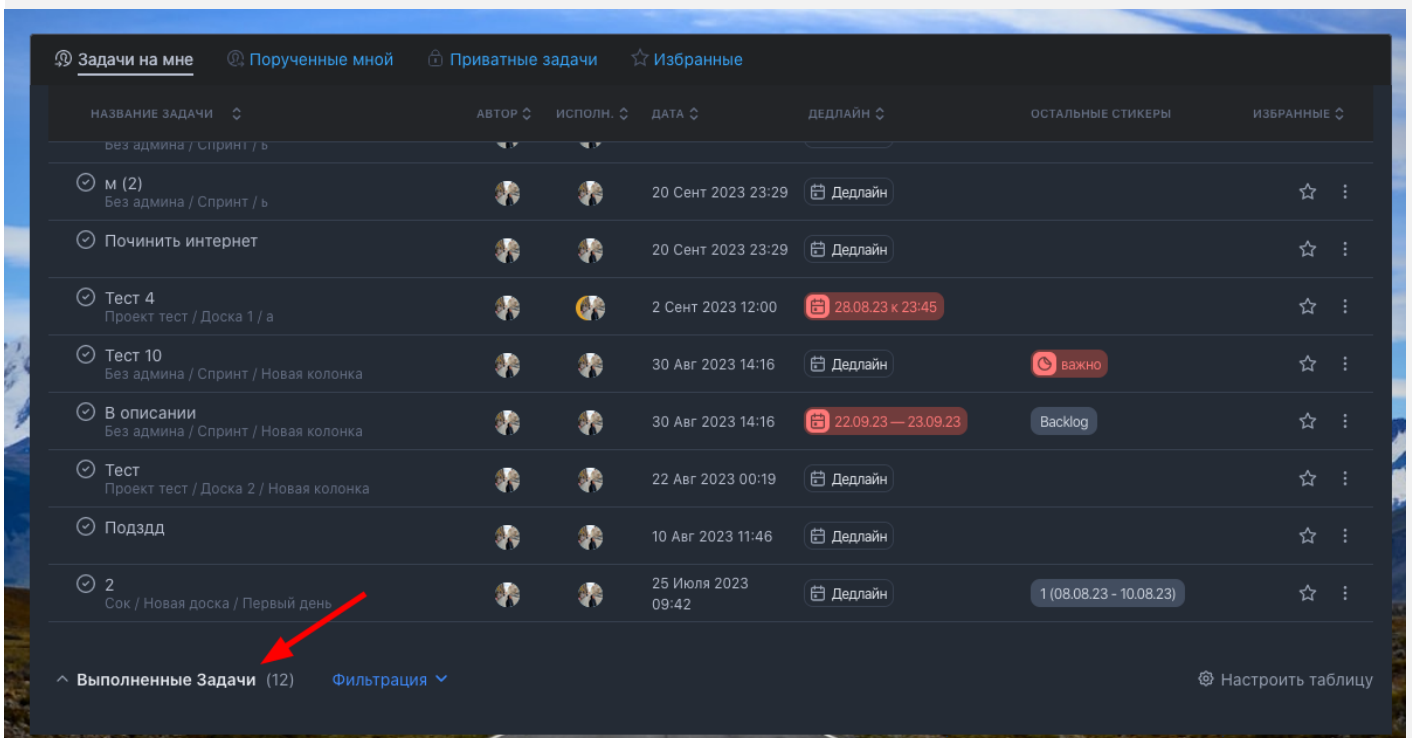 Задачи на мне Порученные мной Приватные задачи Избранные
НАЗВАНИЕ ЗАДАЧИ АВТОР ИСПОЛН. ДАТА ДЕДЛАЙН ОСТАЛЬНЫЕ СТИКЕРЫ ИЗБРАННЫЕ
Без админа / Спринт / ь
м (2) 20 Сент 2023 23:29 Дедлайн
Без админа / Спринт / ь
Починить интернет 20 Сент 2023 23:29 Дедлайн
Тест 4 2 Сент 2023 12:00 28.08.23 к 23:45
Проект тест / Доска 1 / а
Тест 10 30 Авг 2023 14:16 Дедлайн важно
Без админа / Спринт / Новая колонка
В описании 30 Авг 2023 14:16 22.09.23 — 23.09.23 Backlog
Без админа / Спринт / Новая колонка
Тест 22 Авг 2023 00:19 Дедлайн
Проект тест / Доска 2 / Новая колонка
Подздд 10 Авг 2023 11:46 Дедлайн
2 25 Июля 2023 09:42 Дедлайн 1 (08.08.23 - 10.08.23)
Сок / Новая доска / Первый день
Выполненные Задачи (12) Фильтрация Настроить таблицу